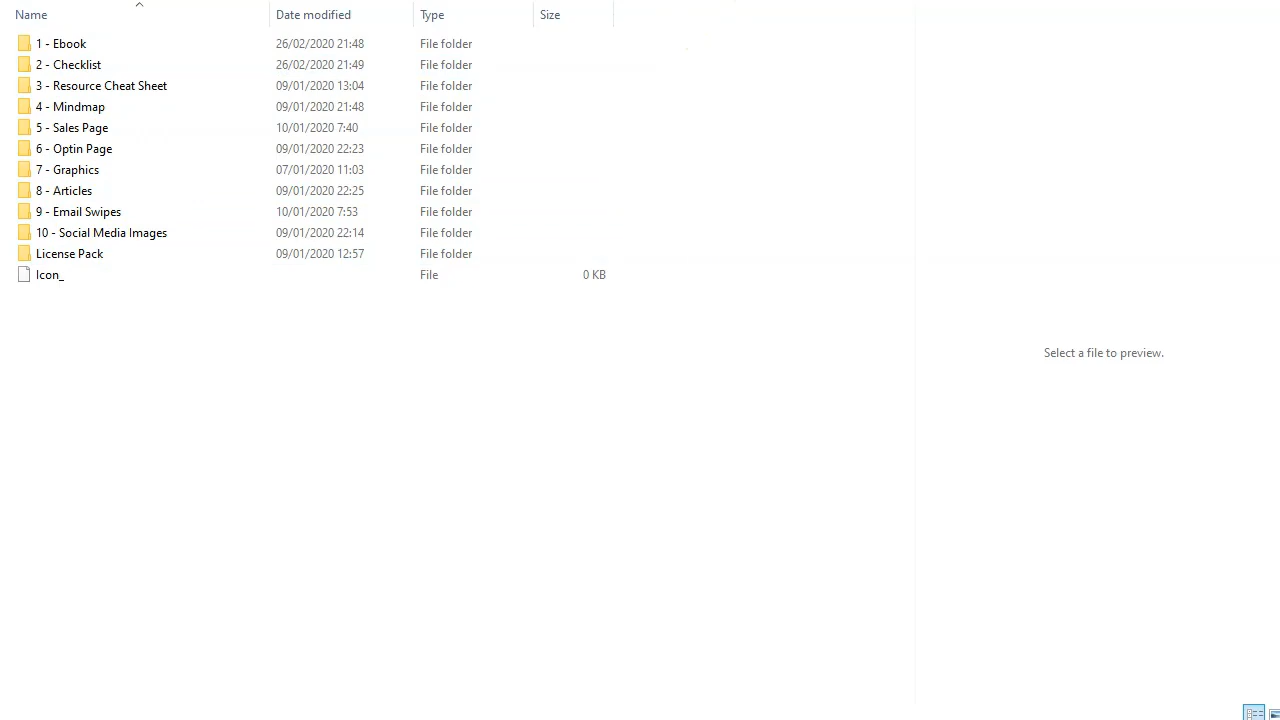 Name Date modified Type Size
1 - Ebook 26/02/2020 21:48 File folder
2 - Checklist 26/02/2020 21:49 File folder
3 - Resource Cheat Sheet 09/01/2020 13:04 File folder
4 - Mindmap 09/01/2020 21:48 File folder
5 - Sales Page 10/01/2020 7:40 File folder
6 - Optin Page 09/01/2020 22:23 File folder
7 - Graphics 07/01/2020 11:03 File folder
8 - Articles 09/01/2020 22:25 File folder
9 - Email Swipes 10/01/2020 7:53 File folder
10 - Social Media Images 09/01/2020 22:14 File folder
License Pack 09/01/2020 12:57 File folder
Icon_ File 0 KB
Select a file to preview.